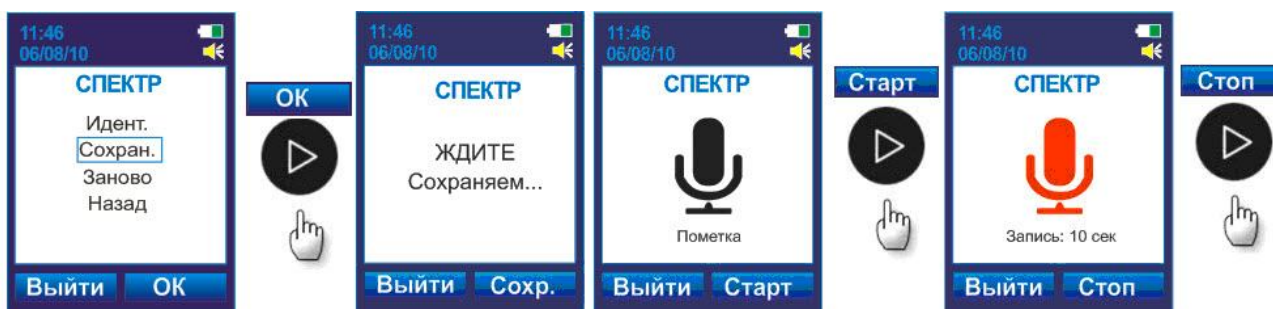 11:46
06/08/10
СПЕКТР
Идент.
Сохран.
Заново
Назад
Выйти ОК
ОК
11:46
06/08/10
СПЕКТР
ЖДИТЕ
Сохраняем...
Выйти Сохр.
11:46
06/08/10
СПЕКТР
Пометка
Выйти Старт
Старт
11:46
06/08/10
СПЕКТР
Запись: 10 сек
Выйти Стоп
Стоп